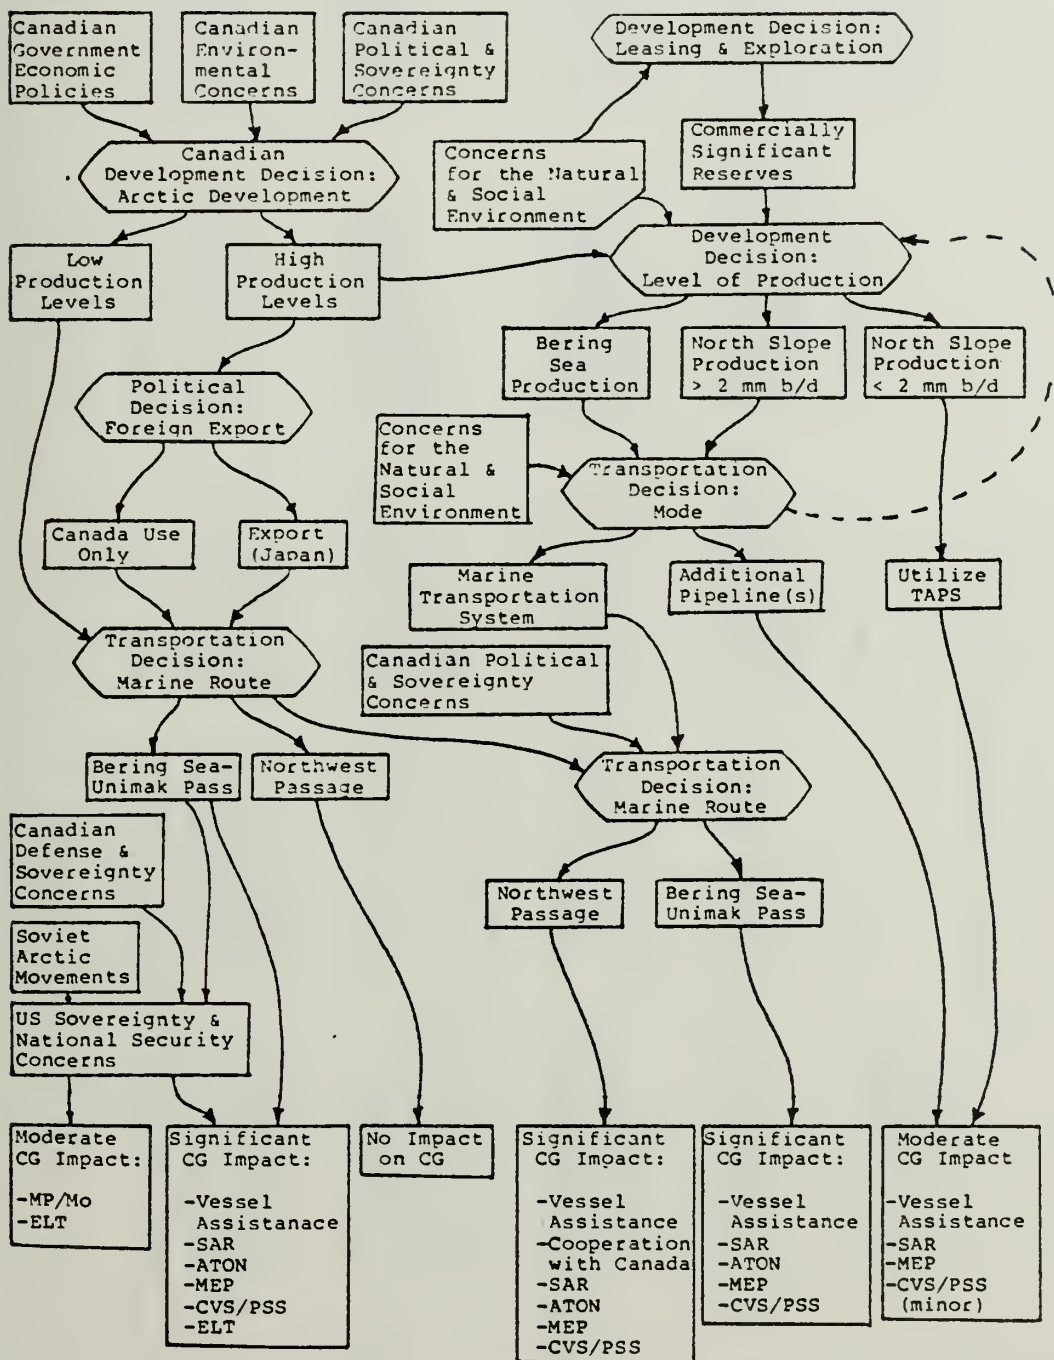 Canadian
Government
Economic
Policies
Canadian
Environ-
mental
Concerns
Canadian
Political &
Sovereignty
Concerns
Development Decision:
Leasing & Exploration
Canadian
Development Decision:
Arctic Development
Concerns
for the Natural
& Social
Environment
Commercially
Significant
Reserves
Low
Production
Levels
High
Production
Levels
Development
Decision:
Level of Production
Political
Decision:
Foreign Export
Bering
Sea
Production
North Slope
Production
> 2 mm b/d
North Slope
Production
< 2 mm b/d
Concerns
for the
Natural &
Social
Environment
Transportation
Decision:
Mode
Canada Use
Only
Export
(Japan)
Marine
Transportation
System
Additional
Pipeline(s)
Utilize
TAPS
Transportation
Decision:
Marine Route
Canadian Political
& Sovereignty
Concerns
Bering Sea-
Unimak Pass
Northwest
Passage
Transportation
Decision:
Marine Route
Canadian
Defense &
Sovereignty
Concerns
Northwest
Passage
Bering Sea-
Unimak Pass
Soviet
Arctic
Movements
US Sovereignty &
National Security
Concerns
Moderate
CG Impact:
-MP/Mo
-ELT
Significant
CG Impact:
-Vessel
Assistanace
-SAR
-ATON
-MEP
-CVS/PSS
-ELT
No Impact
on CG
Significant
CG Impact:
-Vessel
Assistance
-Cooperation
with Canada
-SAR
-ATON
-MEP
-CVS/PSS
Significant
CG Impact:
-Vessel
Assistance
-SAR
-ATON
-MEP
-CVS/PSS
Moderate
CG Impact
-Vessel
Assistance
-SAR
-MEP
-CVS/PSS
(minor)